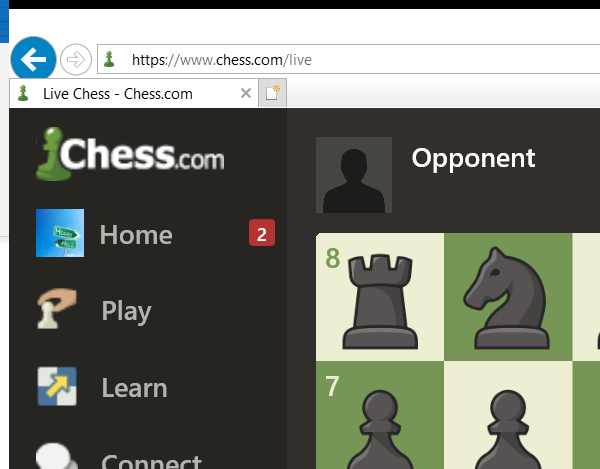 https://www.chess.com/live
Live Chess - Chess.com
Chess.com
Opponent
Home
2
8
Play
7
Learn
Connect